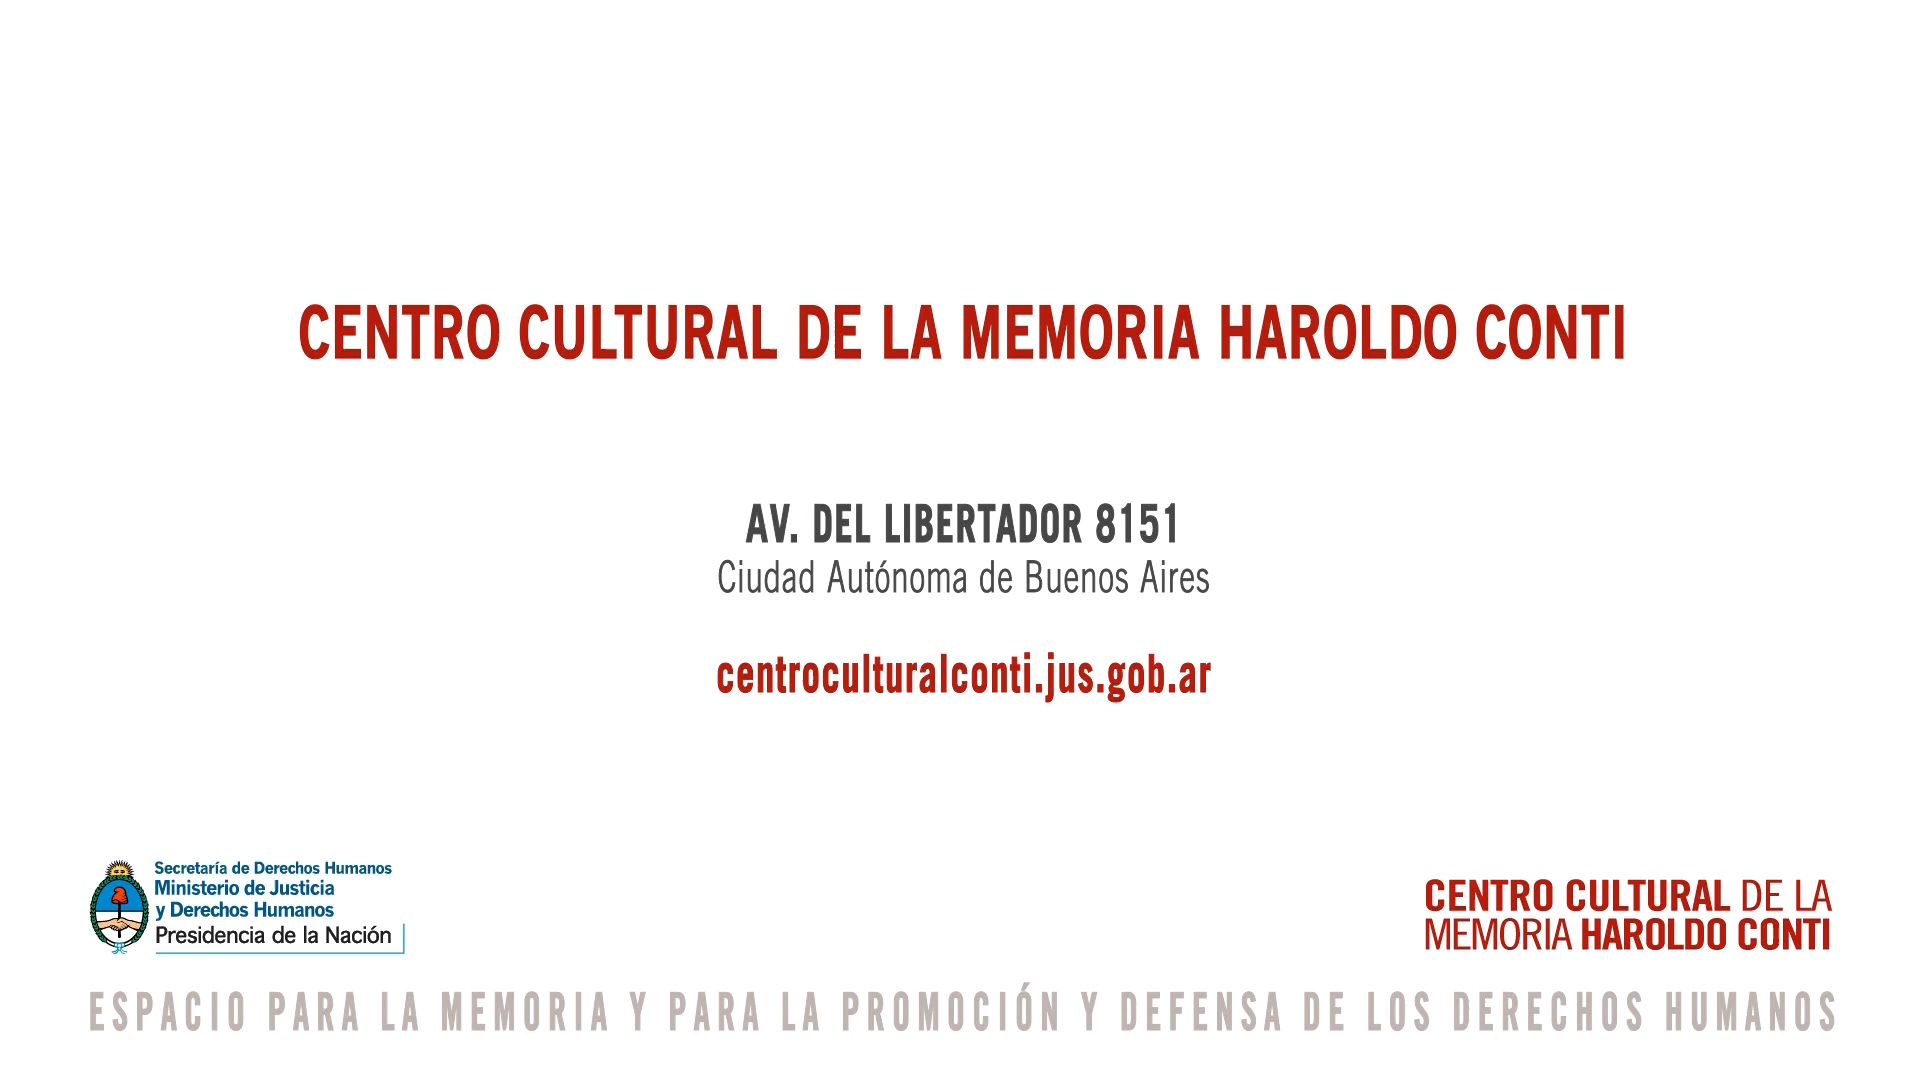 CENTRO CULTURAL DE LA MEMORIA HAROLDO CONTI
AV. DEL LIBERTADOR 8151
Ciudad Autónoma de Buenos Aires
centroculturalconti.jus.gob.ar
Secretaría de Derechos Humanos
Ministerio de Justicia
y Derechos Humanos
Presidencia de la Nación
CENTRO CULTURAL DE LA
MEMORIA HAROLDO CONTI
ESPACIO PARA LA MEMORIA Y PARA LA PROMOCIÓN Y DEFENSA DE LOS DERECHOS HUMANOS